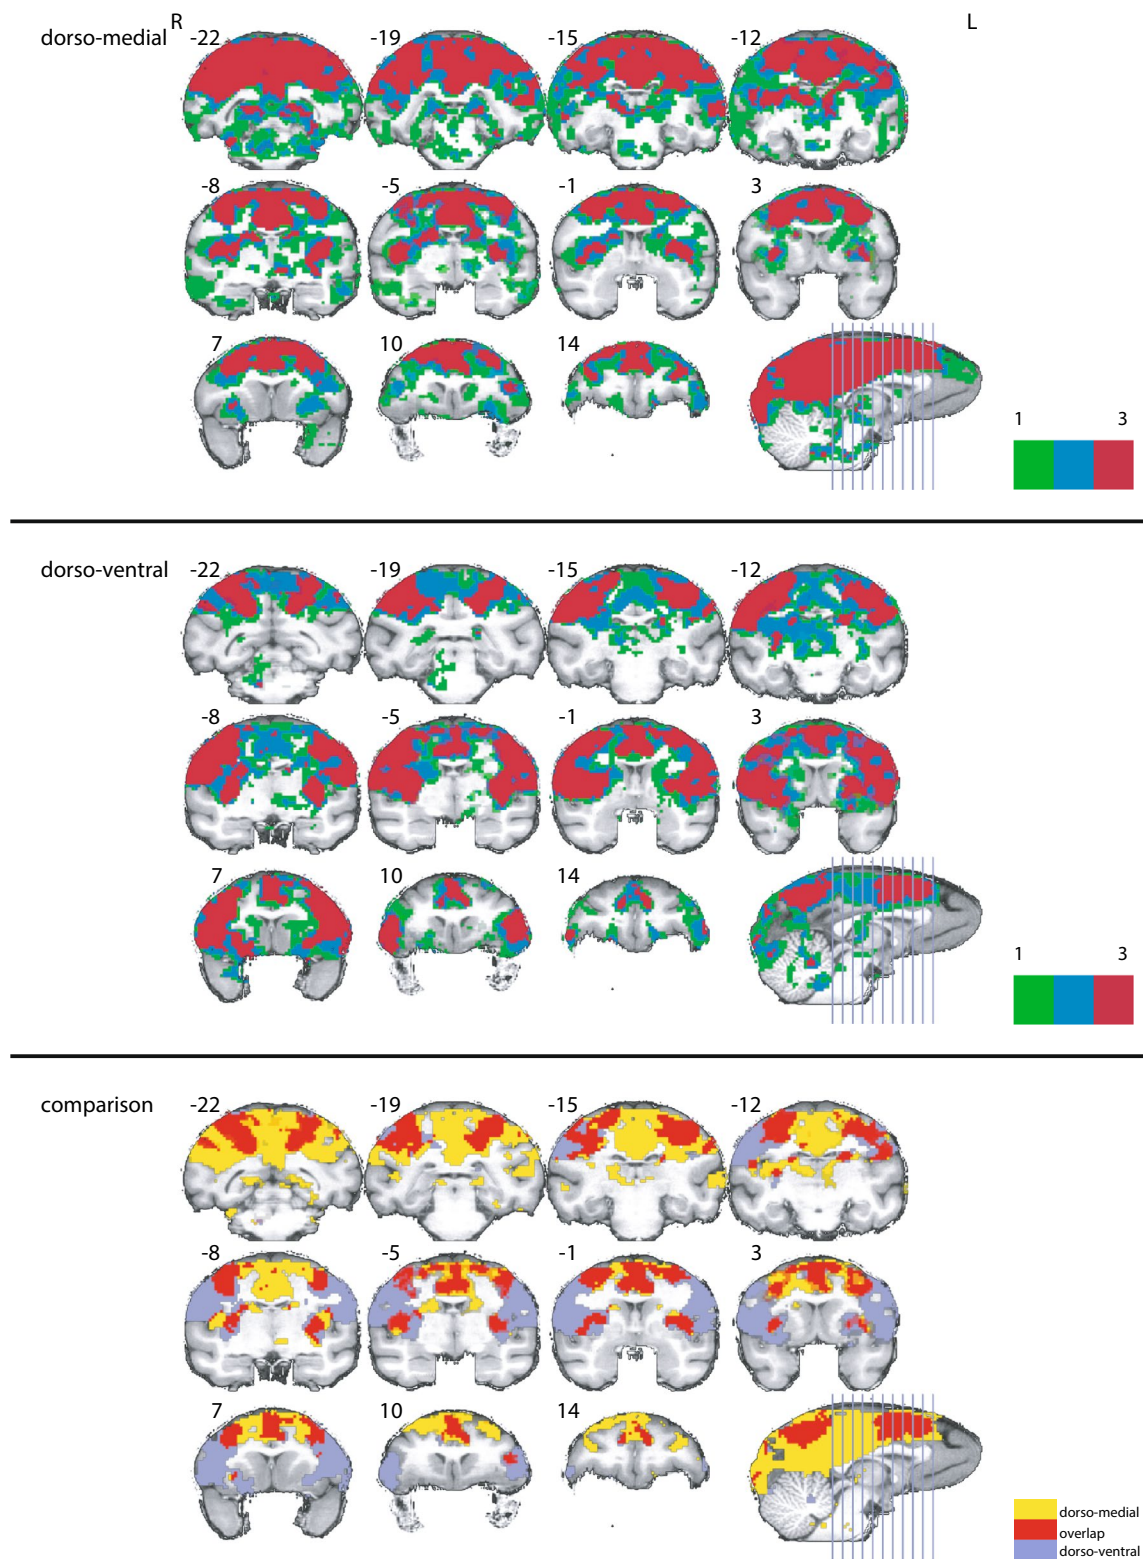 R L
dorso-medial -22 -19 -15 -12
-8 -5 -1 3
7 10 14
1 3
dorso-ventral -22 -19 -15 -12
-8 -5 -1 3
7 10 14
1 3
comparison -22 -19 -15 -12
-8 -5 -1 3
7 10 14
dorso-medial
overlap
dorso-ventral